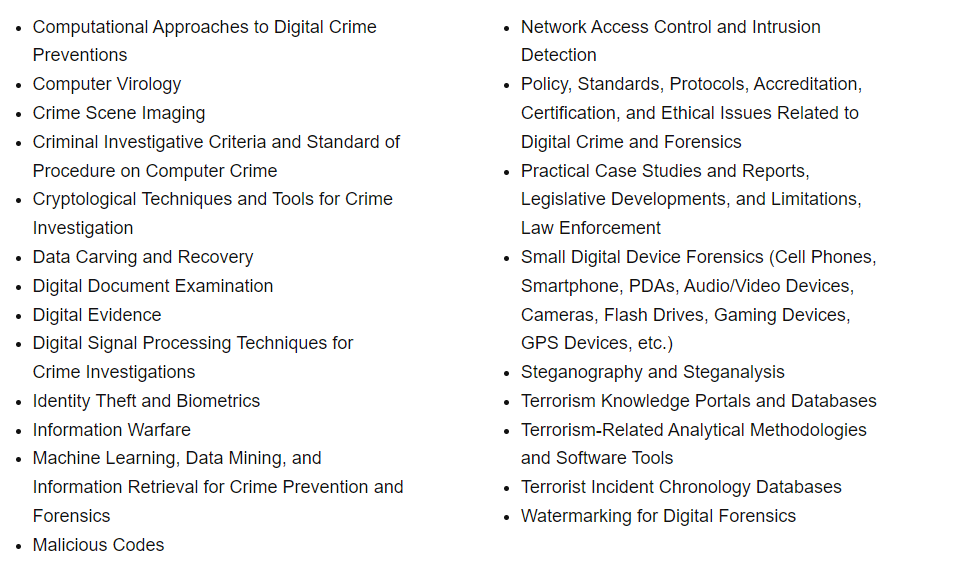 Computational Approaches to Digital Crime
Preventions
Computer Virology
Crime Scene Imaging
Criminal Investigative Criteria and Standard of
Procedure on Computer Crime
Cryptological Techniques and Tools for Crime
Investigation
Data Carving and Recovery
Digital Document Examination
Digital Evidence
Digital Signal Processing Techniques for
Crime Investigations
Identity Theft and Biometrics
Information Warfare
Machine Learning, Data Mining, and
Information Retrieval for Crime Prevention and
Forensics
Malicious Codes
Network Access Control and Intrusion
Detection
Policy, Standards, Protocols, Accreditation,
Certification, and Ethical Issues Related to
Digital Crime and Forensics
Practical Case Studies and Reports,
Legislative Developments, and Limitations,
Law Enforcement
Small Digital Device Forensics (Cell Phones,
Smartphone, PDAs, Audio/Video Devices,
Cameras, Flash Drives, Gaming Devices,
GPS Devices, etc.)
Steganography and Steganalysis
Terrorism Knowledge Portals and Databases
Terrorism-Related Analytical Methodologies
and Software Tools
Terrorist Incident Chronology Databases
Watermarking for Digital Forensics